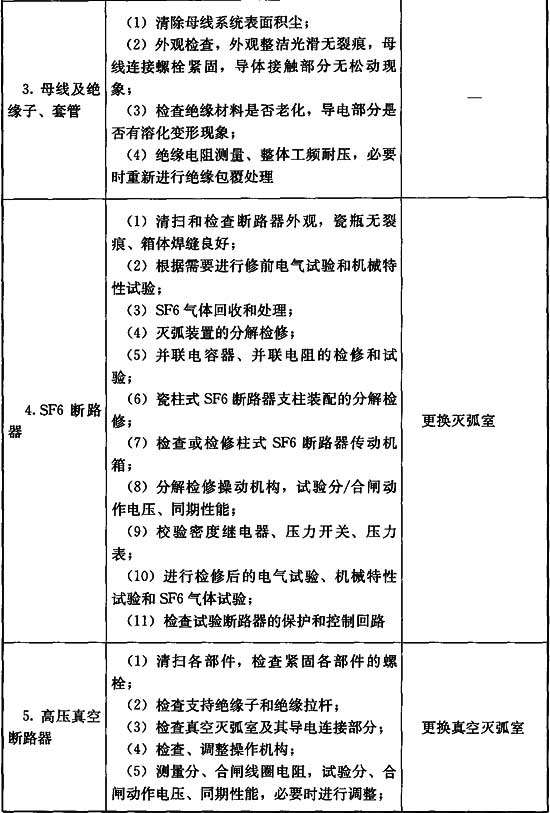 3. 母线及绝
缘子、套管
(1) 清除母线系统表面积尘；
(2) 外观检查，外观整洁光滑无裂痕，母
线连接螺栓紧固，导体接触部分无松动现
象；
(3) 检查绝缘材料是否老化，导电部分是
否有溶化变形现象；
(4) 绝缘电阻测量、整体工频耐压，必要
时重新进行绝缘包覆处理
—
4.SF6 断路
器
(1) 清扫和检查断路器外观，瓷瓶无裂
痕、箱体焊缝良好；
(2) 根据需要进行修前电气试验和机械特
性试验；
(3) SF6 气体回收和处理；
(4) 灭弧装置的分解检修；
(5) 并联电容器、并联电阻的检修和试
验；
(6) 瓷柱式 SF6 断路器支柱装配的分解检
修；
(7) 检查或检修柱式 SF6 断路器传动机
箱；
(8) 分解检修操动机构，试验分/合闸动
作电压、同期性能；
(9) 校验密度继电器、压力开关、压力
表；
(10) 进行检修后的电气试验、机械特性
试验和 SF6 气体试验；
(11) 检查试验断路器的保护和控制回路
更换灭弧室
5. 高压真空
断路器
(1) 清扫各部件，检查紧固各部件的螺
栓；
(2) 检查支持绝缘子和绝缘拉杆；
(3) 检查真空灭弧室及其导电连接部分；
(4) 检查、调整操作机构；
(5) 测量分、合闸线圈电阻，试验分、合
闸动作电压、同期性能，必要时进行调整；
更换真空灭弧室